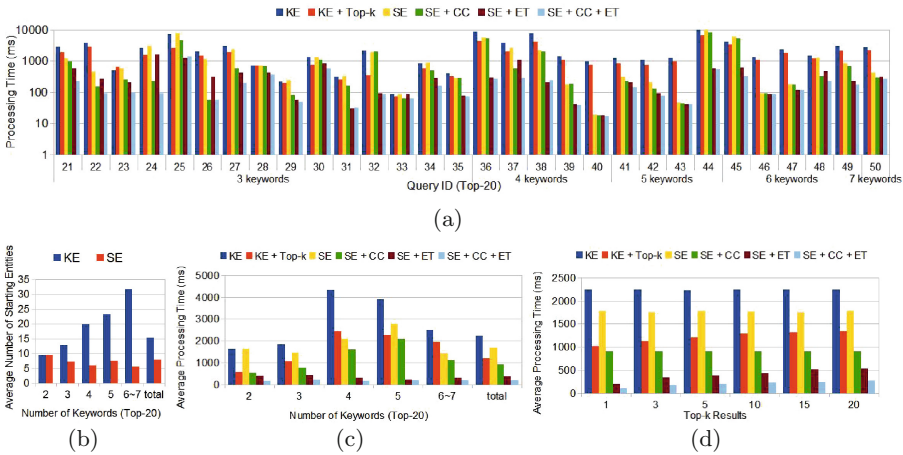 KE KE + Top-k SE SE + CC SE + ET SE + CC + ET
Processing Time (ms)
10000
1000
100
10
1
21 22 23 24 25 26 27 28 29 30 31 32 33 34 35 36 37 38 39 40 41 42 43 44 45 46 47 48 49 50
3 keywords 4 keywords 5 keywords 6 keywords 7 keywords
Query ID (Top-20)
(a)
KE SE
Average Number of Starting Entities
35
30
25
20
15
10
5
0
2 3 4 5 6~7 total
Number of Keywords (Top-20)
(b)
KE KE + Top-k SE SE + CC SE + ET SE + CC + ET
Average Processing Time (ms)
5000
4000
3000
2000
1000
0
2 3 4 5 6~7 total
Number of Keywords (Top-20)
(c)
KE KE + Top-k SE SE + CC SE + ET SE + CC + ET
Average Processing Time (ms)
2500
2000
1500
1000
500
0
1 3 5 10 15 20
Top-k Results
(d)